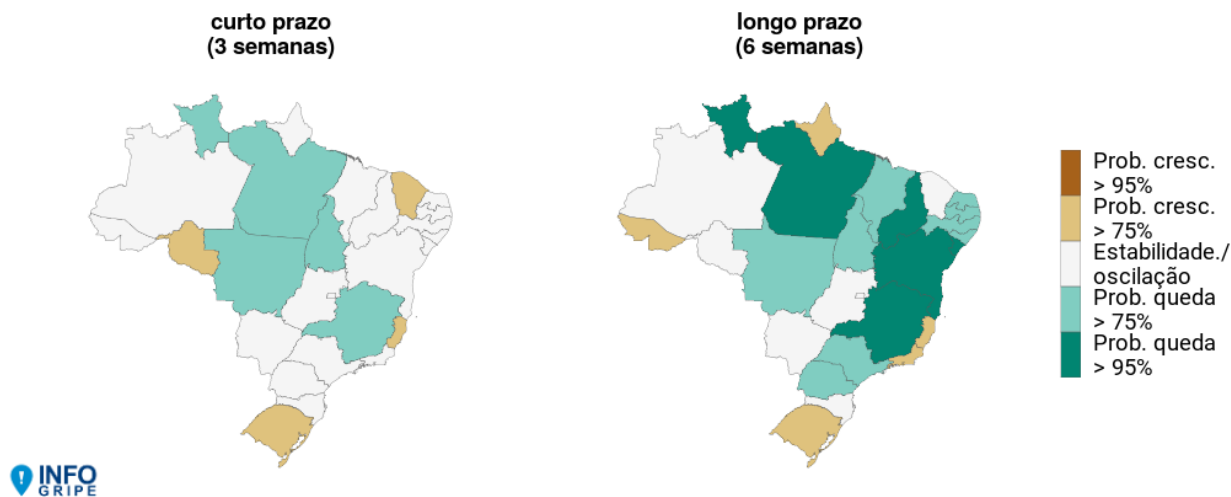 curto prazo
(3 semanas)
longo prazo
(6 semanas)
Prob. cresc.
> 95%
Prob. cresc.
> 75%
Estabilidade./
oscilação
Prob. queda
> 75%
Prob. queda
> 95%
INFO
GRIPE